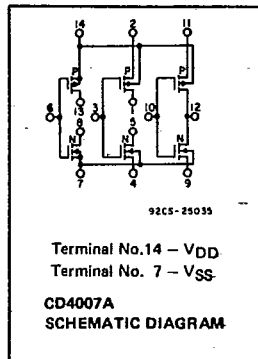 14 2 11
P P P
6 13 3 1 10 12
8 5
N N N
7 4 9
92CS-25035
Terminal No.14 – VDD
Terminal No. 7 – VSS
CD4007A
SCHEMATIC DIAGRAM